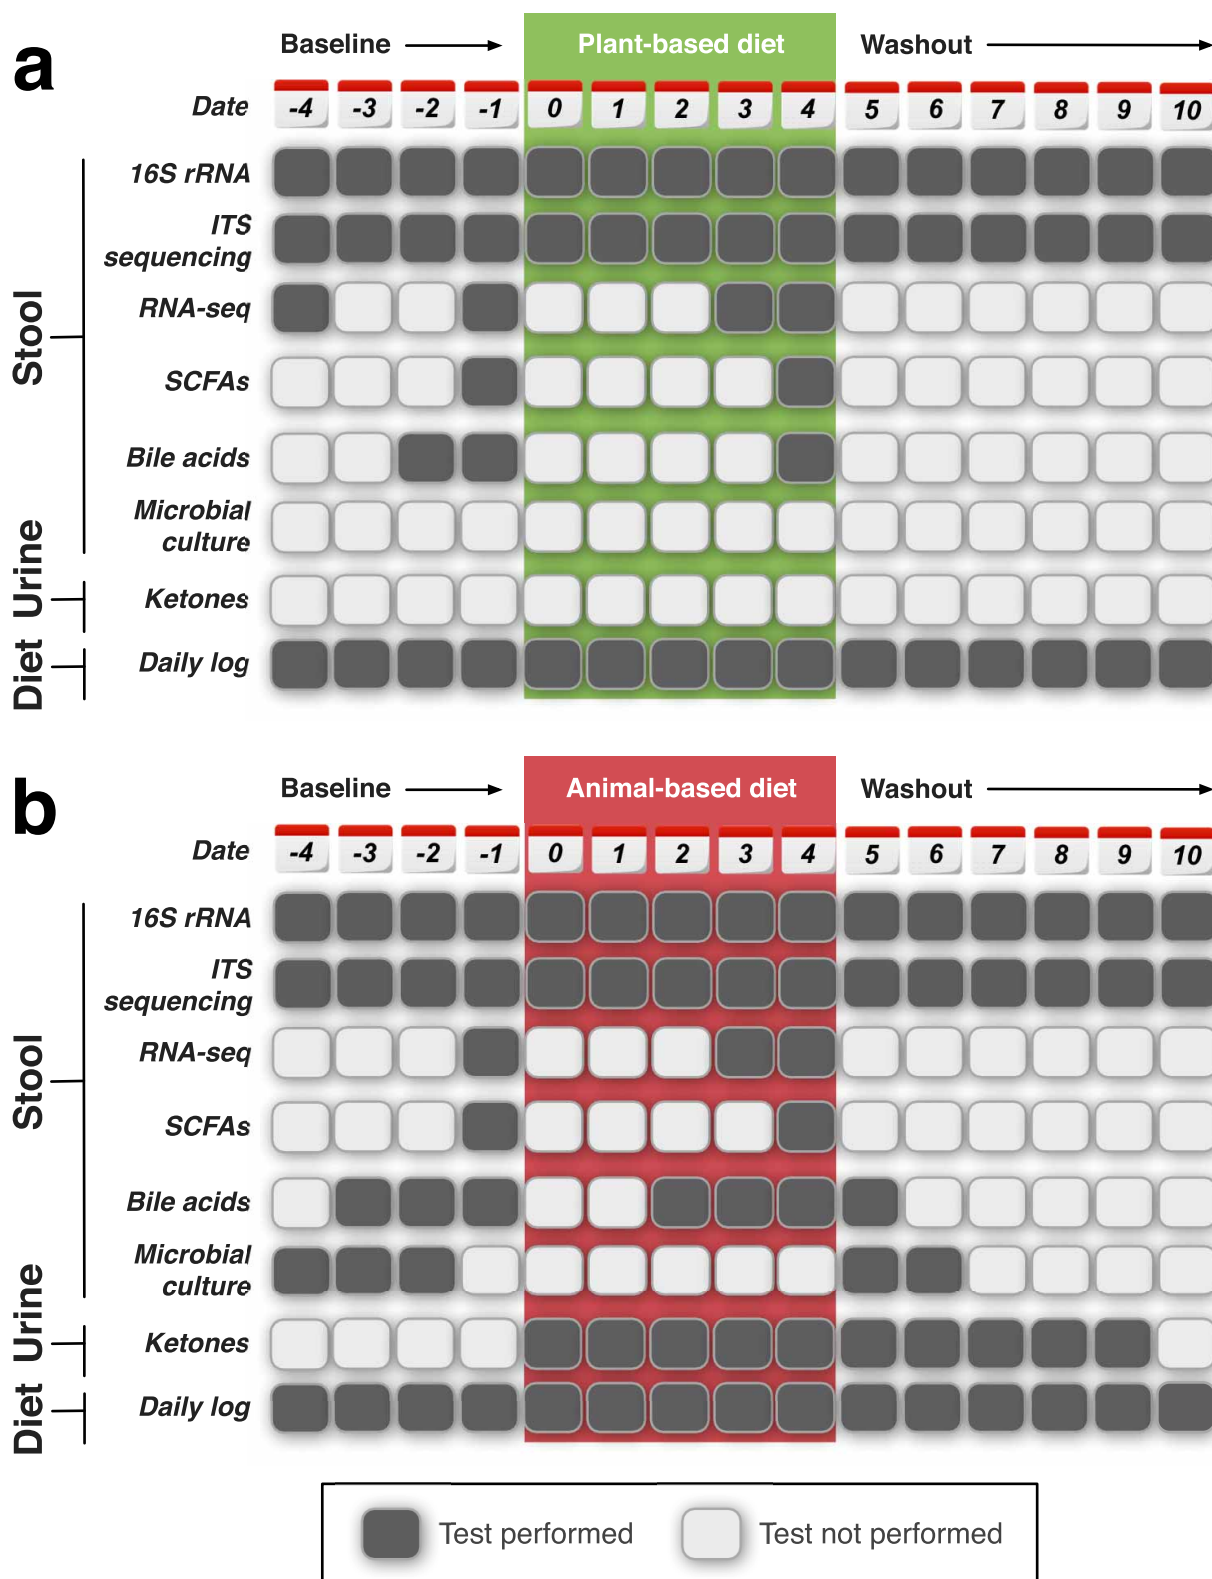 a
Baseline
Plant-based diet
Washout
Date -4 -3 -2 -1 0 1 2 3 4 5 6 7 8 9 10
Stool
16S rRNA
ITS
sequencing
RNA-seq
SCFAs
Bile acids
Microbial
culture
Urine
Ketones
Diet
Daily log
b
Baseline
Animal-based diet
Washout
Date -4 -3 -2 -1 0 1 2 3 4 5 6 7 8 9 10
Stool
16S rRNA
ITS
sequencing
RNA-seq
SCFAs
Bile acids
Microbial
culture
Urine
Ketones
Diet
Daily log
Test performed
Test not performed